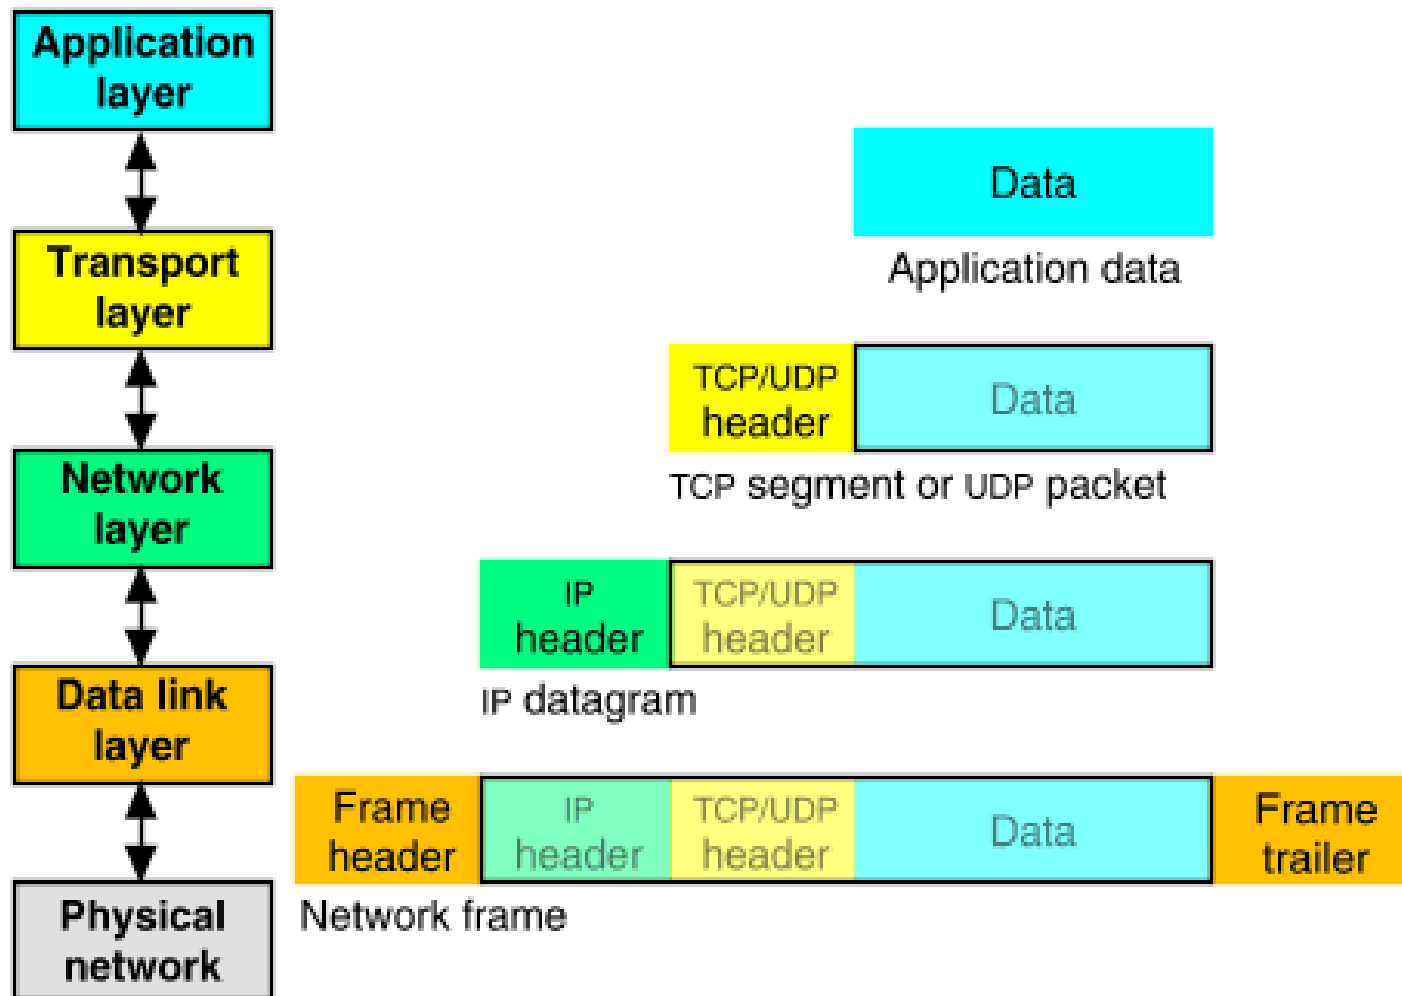 Application
layer
Data
Application data
Transport
layer
TCP/UDP
header
Data
TCP segment or UDP packet
Network
layer
IP
header
TCP/UDP
header
Data
IP datagram
Data link
layer
Frame
header
IP
header
TCP/UDP
header
Data
Frame
trailer
Network frame
Physical
network